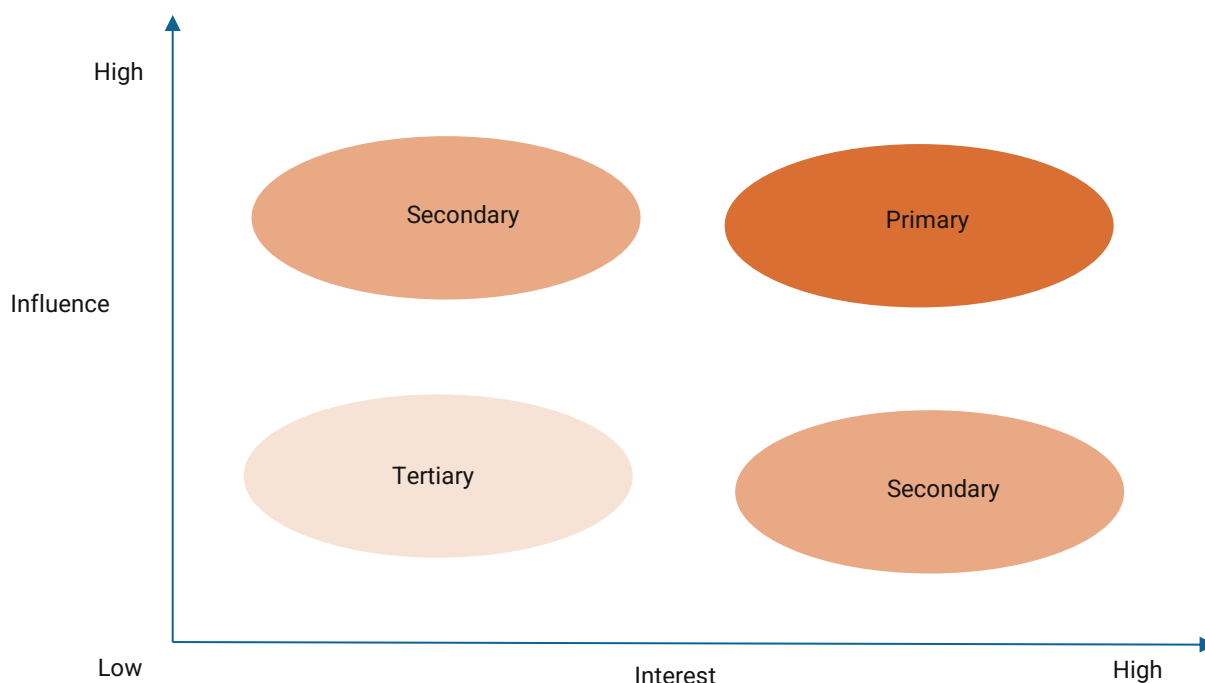 High
Secondary
Primary
Influence
Tertiary
Secondary
Low
Interest
High